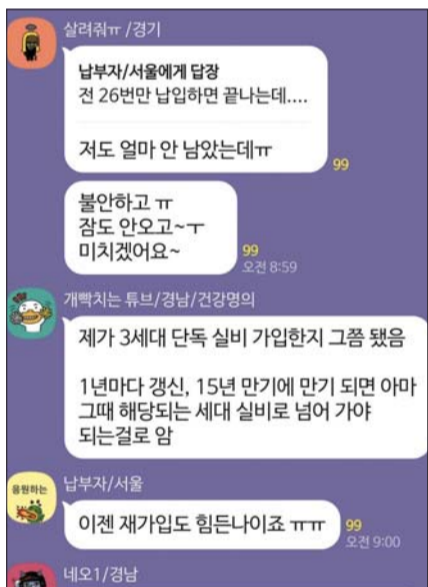 살려줘ㅠ /경기
납부자/서울에게 답장
전 26번만 납입하면 끝나는데....
저도 얼마 안 남았는데ㅠ
99
불안하고 ㅠ
잠도 안오고~ㅜ
미치겠어요~
99
오전 8:59
개빡치는 튜브/경남/건강명의
제가 3세대 단독 실비 가입한지 그쯤 됐음
1년마다 갱신, 15년 만기에 만기 되면 아마
그때 해당되는 세대 실비로 넘어 가야
되는걸로 암
응원하는
납부자/서울
이젠 재가입도 힘든나이죠 ㅠㅠ
99
오전 9:00
네오1/경남